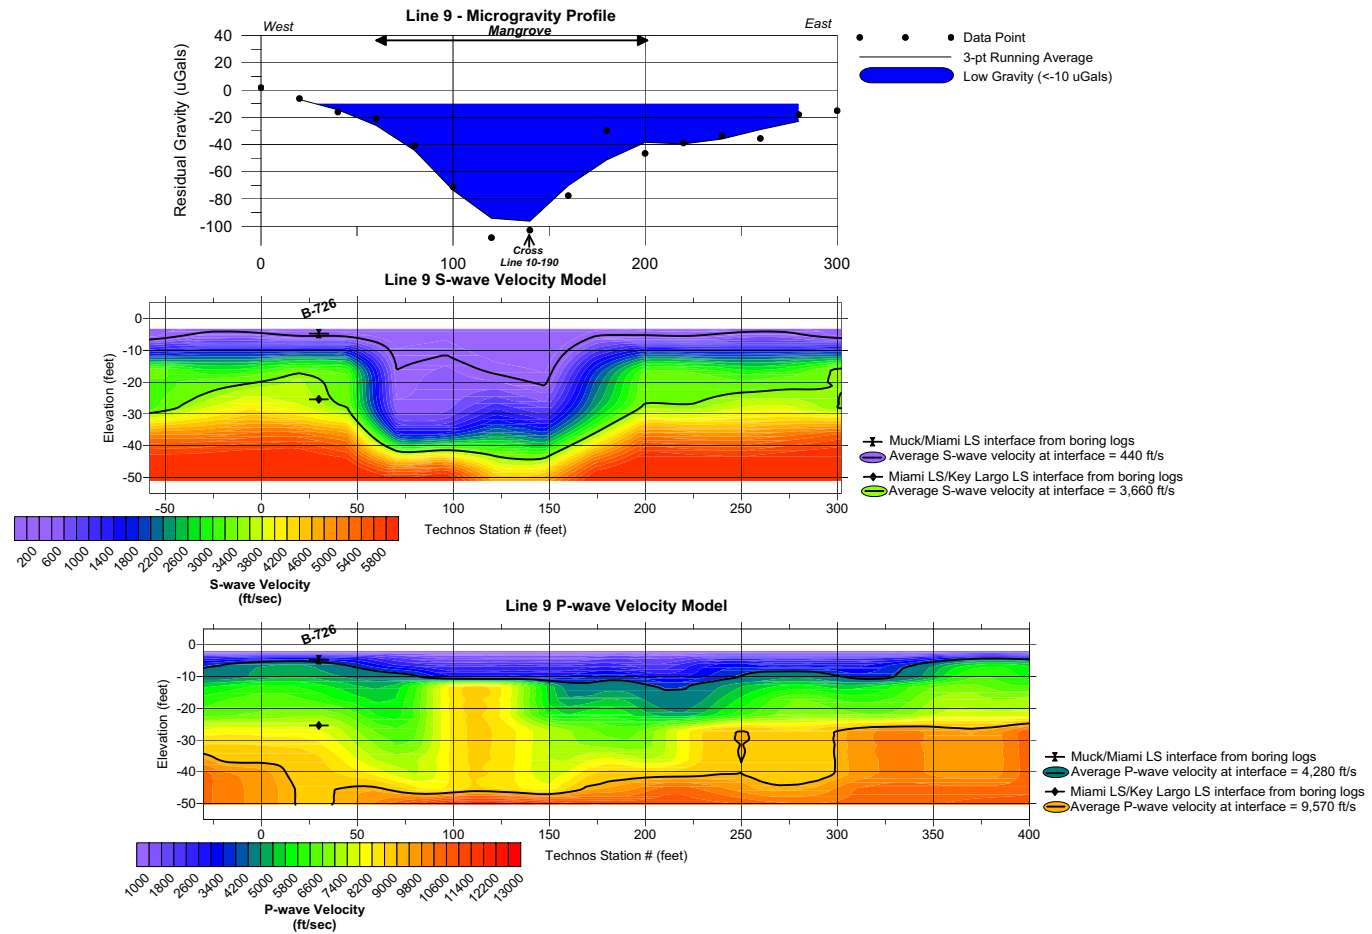 Line 9 - Microgravity Profile
West
East
Mangrove
40
20
0
-20
-40
-60
-80
-100
Residual Gravity (uGals)
Data Point
3-pt Running Average
Low Gravity (<-10 uGals)
Cross
Line 10-190
0 100 200 300
Line 9 S-wave Velocity Model
B-726
0
-10
-20
-30
-40
-50
Elevation (feet)
-50 0 50 100 150 200 250 300
Technos Station # (feet)
Muck/Miami LS interface from boring logs
Average S-wave velocity at interface = 440 ft/s
Miami LS/Key Largo LS interface from boring logs
Average S-wave velocity at interface = 3,660 ft/s
200 600 1000 1400 1800 2200 2600 3000 3400 3800 4200 4600 5000 5400 5800
S-wave Velocity
(ft/sec)
Line 9 P-wave Velocity Model
B-726
0
-10
-20
-30
-40
-50
Elevation (feet)
0 50 100 150 200 250 300 350 400
Technos Station # (feet)
Muck/Miami LS interface from boring logs
Average P-wave velocity at interface = 4,280 ft/s
Miami LS/Key Largo LS interface from boring logs
Average P-wave velocity at interface = 9,570 ft/s
1000 1800 2600 3400 4200 5000 5800 6600 7400 8200 9000 9800 10600 11400 12200 13000
P-wave Velocity
(ft/sec)